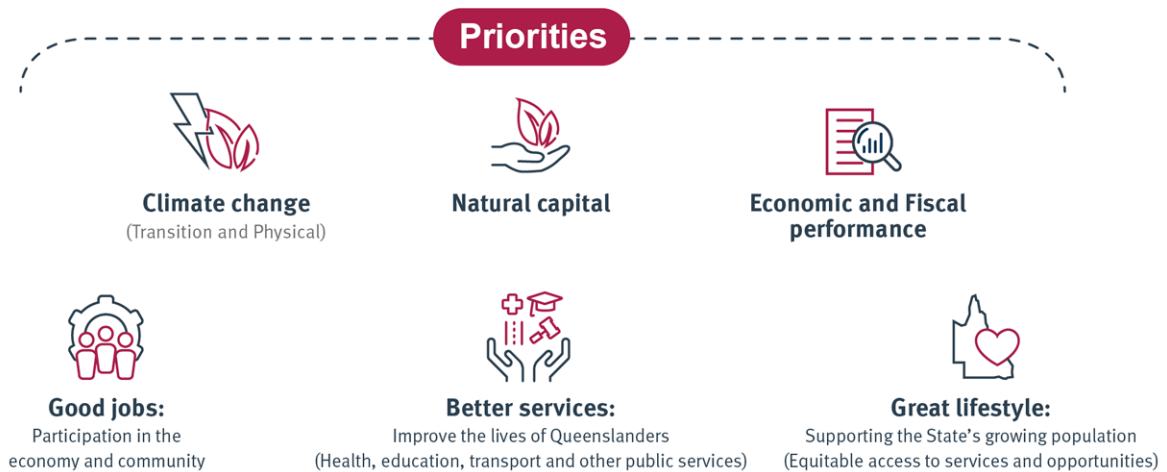 Priorities
Climate change
(Transition and Physical)
Natural capital
Economic and Fiscal
performance
Good jobs:
Participation in the
economy and community
Better services:
Improve the lives of Queenslanders
(Health, education, transport and other public services)
Great lifestyle:
Supporting the State's growing population
(Equitable access to services and opportunities)